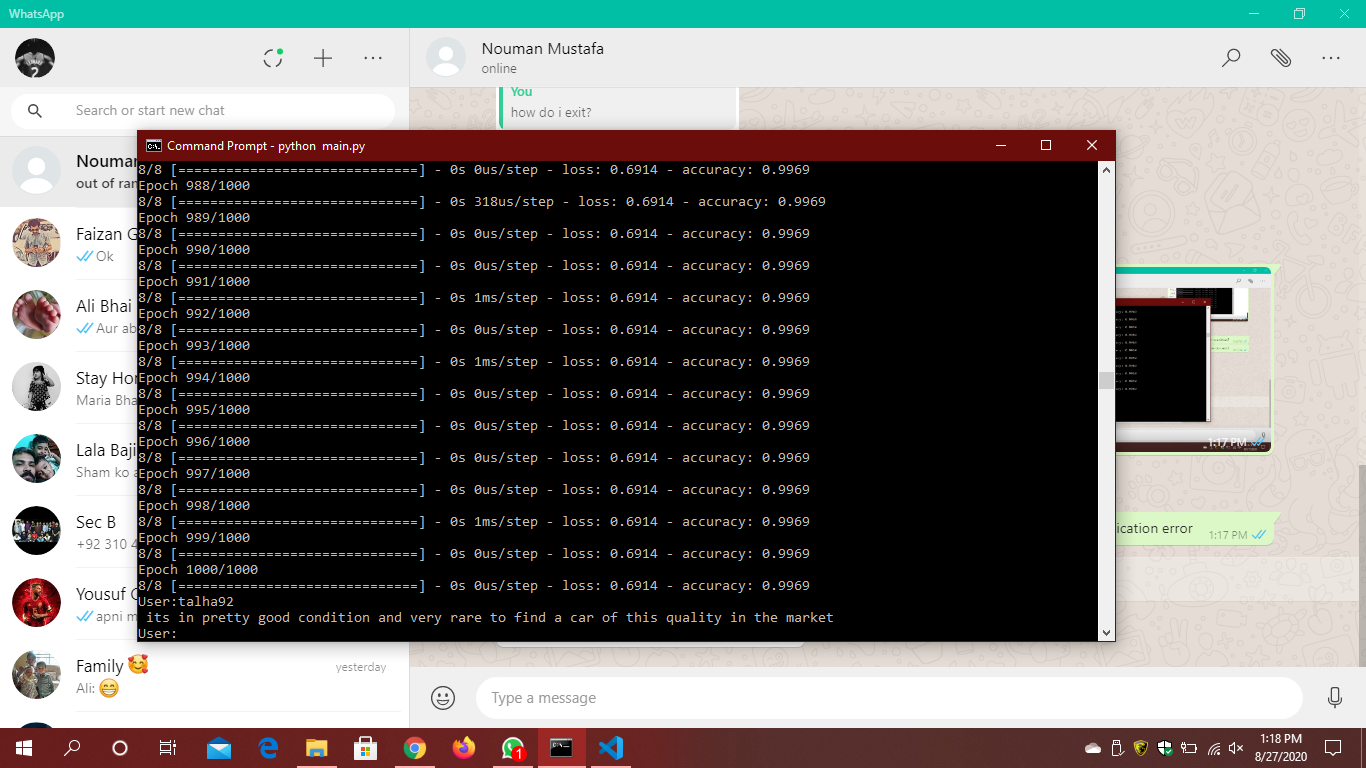 WhatsApp
Nouman Mustafa
online
Search or start new chat
You
how do i exit?
Command Prompt - python  main.py
8/8 [==============================] - 0s 0us/step - loss: 0.6914 - accuracy: 0.9969
Epoch 988/1000
8/8 [==============================] - 0s 318us/step - loss: 0.6914 - accuracy: 0.9969
Epoch 989/1000
8/8 [==============================] - 0s 0us/step - loss: 0.6914 - accuracy: 0.9969
Epoch 990/1000
8/8 [==============================] - 0s 0us/step - loss: 0.6914 - accuracy: 0.9969
Epoch 991/1000
8/8 [==============================] - 0s 1ms/step - loss: 0.6914 - accuracy: 0.9969
Epoch 992/1000
8/8 [==============================] - 0s 0us/step - loss: 0.6914 - accuracy: 0.9969
Epoch 993/1000
8/8 [==============================] - 0s 1ms/step - loss: 0.6914 - accuracy: 0.9969
Epoch 994/1000
8/8 [==============================] - 0s 0us/step - loss: 0.6914 - accuracy: 0.9969
Epoch 995/1000
8/8 [==============================] - 0s 0us/step - loss: 0.6914 - accuracy: 0.9969
Epoch 996/1000
8/8 [==============================] - 0s 0us/step - loss: 0.6914 - accuracy: 0.9969
Epoch 997/1000
8/8 [==============================] - 0s 0us/step - loss: 0.6914 - accuracy: 0.9969
Epoch 998/1000
8/8 [==============================] - 0s 1ms/step - loss: 0.6914 - accuracy: 0.9969
Epoch 999/1000
8/8 [==============================] - 0s 0us/step - loss: 0.6914 - accuracy: 0.9969
Epoch 1000/1000
8/8 [==============================] - 0s 0us/step - loss: 0.6914 - accuracy: 0.9969
User:talha92
its in pretty good condition and very rare to find a car of this quality in the market
User:
Nouman
out of ran
Faizan G
Ok
Ali Bhai
Aur ab
Stay Hor
Maria Bha
Lala Baji
Sham ko a
Sec B
+92 310 4
Yousuf
apni m
Family 🥰
yesterday
Ali: 😁
1:17 PM
ication error
1:17 PM
Type a message
1
1:18 PM
8/27/2020